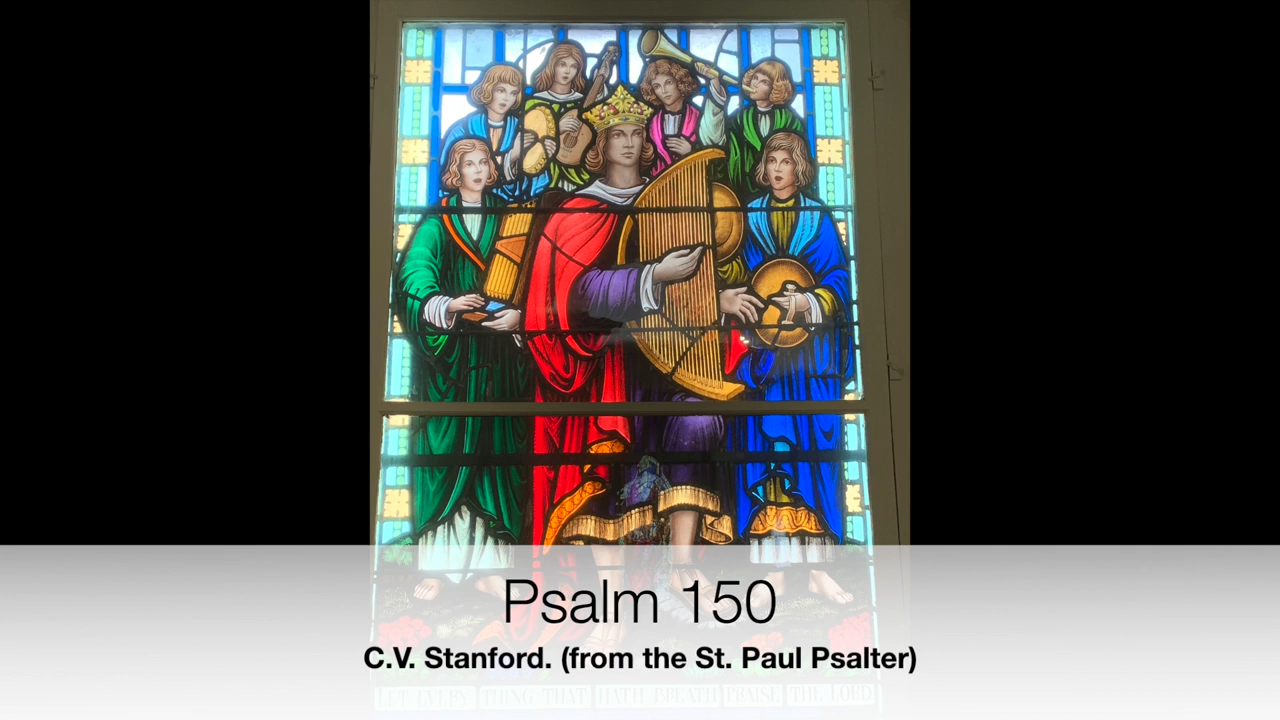 Psalm 150
C.V. Stanford. (from the St. Paul Psalter)
LET EVERY THING THAT HATH BREATH PRAISE THE LORD